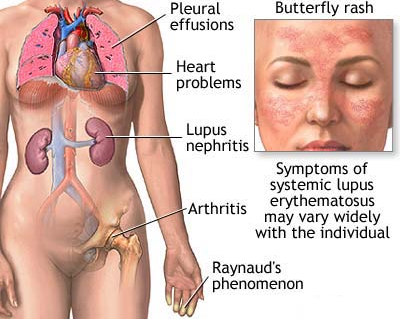 Pleural
effusions
Heart
problems
Lupus
nephritis
Arthritis
Raynaud's
phenomenon
Butterfly rash
Symptoms of
systemic lupus
erythematosus
may vary widely
with the individual